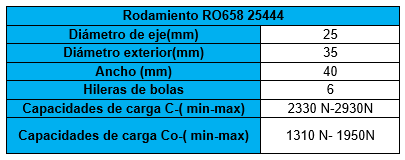 Rodamiento RO658 25444
Diámetro de eje(mm) 25
Diámetro exterior(mm) 35
Ancho (mm) 40
Hileras de bolas 6
Capacidades de carga C-( min-max) 2330 N-2930N
Capacidades de carga Co-( min-max) 1310 N- 1950N